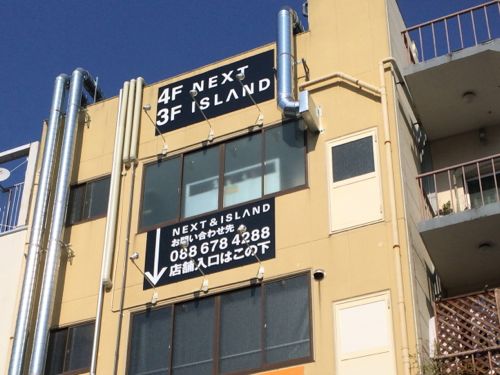 4F NEXT
3F ISLAND
NEXT & ISLAND
お問い合わせ先
088 678 4288
店舗入口はこの下